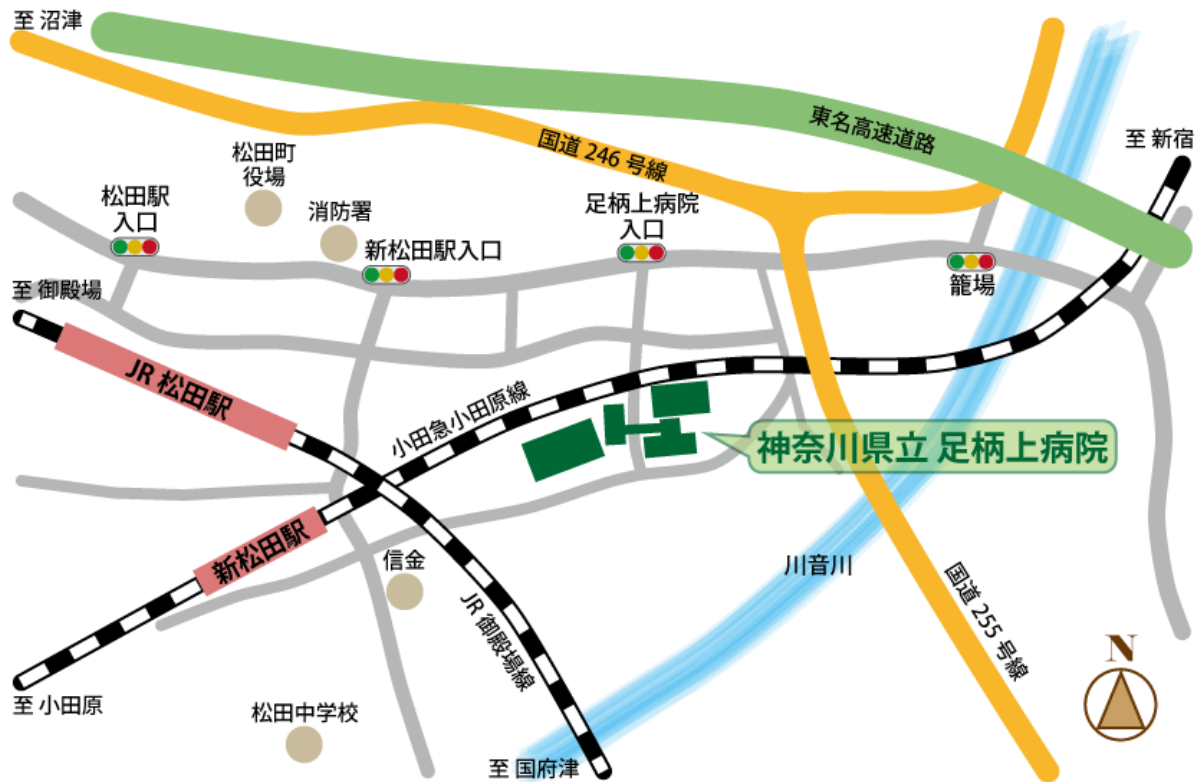 至 沼津
東名高速道路
至 新宿
国道 246 号線
松田町
役場
松田駅
入口
消防署
足柄上病院
入口
新松田駅入口
籠場
至 御殿場
JR 松田駅
小田急小田原線
神奈川県立 足柄上病院
新松田駅
信金
川音川
JR 御殿場線
国道 255 号線
N
至 小田原
松田中学校
至 国府津